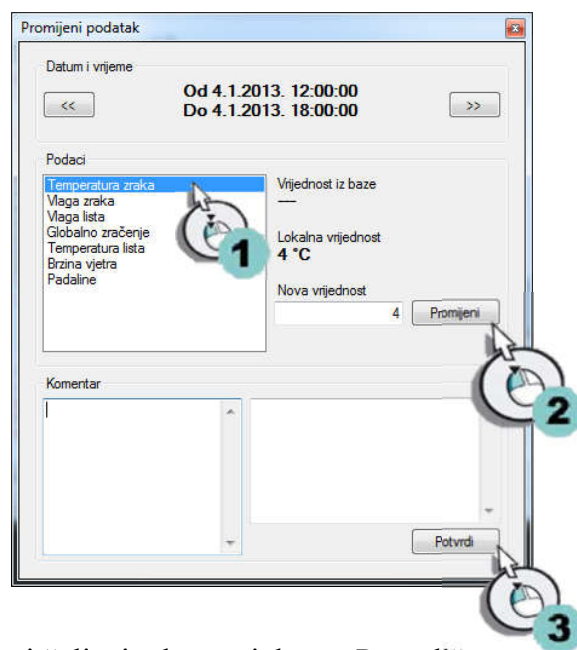 Promijeni podatak
Datum i vrijeme
<<
Od 4.1.2013. 12:00:00
Do 4.1.2013. 18:00:00
>>
Podaci
Temperatura zraka
Vlaga zraka
Vlaga lista
Globalno zračenje
Temperatura lista
Brzina vjetra
Padaline
1
Vrijednost iz baze
—
Lokalna vrijednost
4 °C
Nova vrijednost
4
Promijeni
2
Komentar
Potvrdi
3